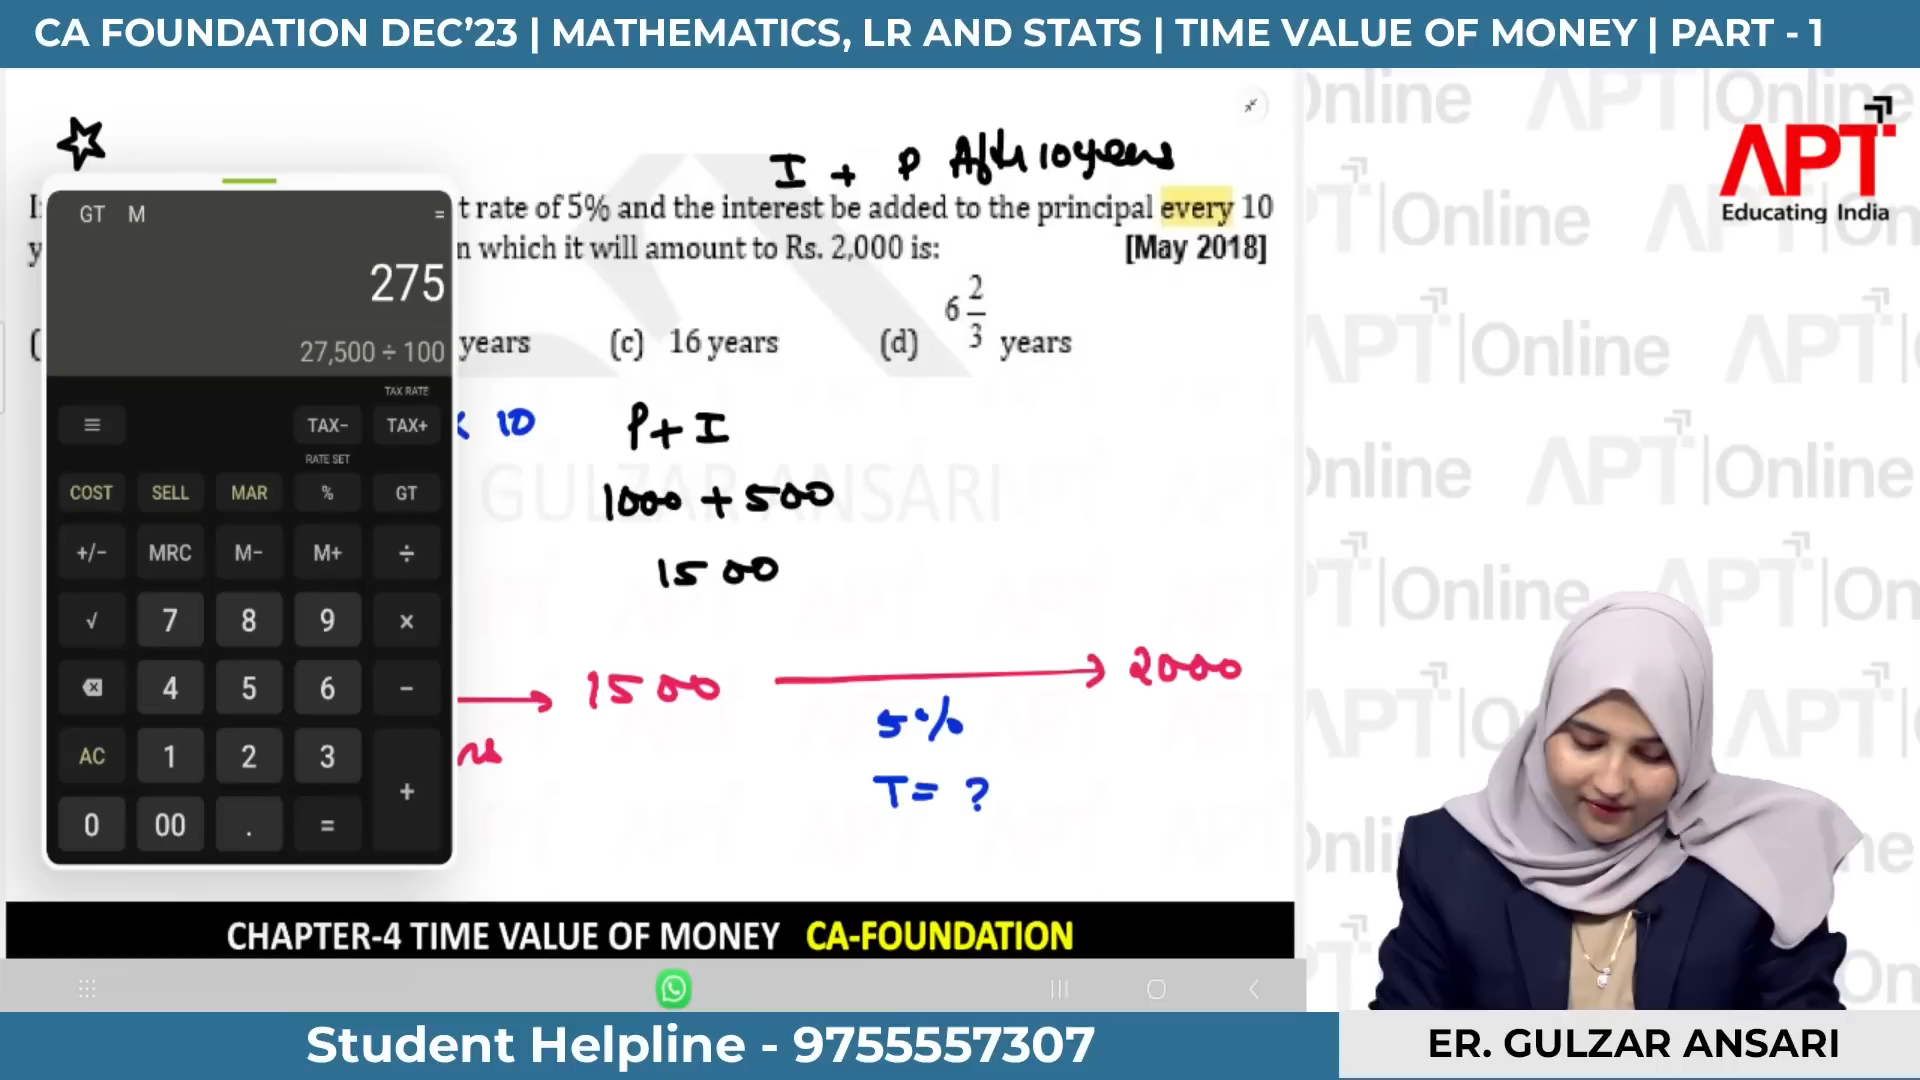 CA FOUNDATION DEC’23 | MATHEMATICS, LR AND STATS | TIME VALUE OF MONEY | PART - 1
APT
Educating India
I + P After 10 years
t rate of 5% and the interest be added to the principal every 10
n which it will amount to Rs. 2,000 is: [May 2018]
years (c) 16 years (d) 6 2/3 years
GT M =
275
27,500 ÷ 100
TAX RATE
TAX- TAX+
RATE SET
COST SELL MAR % GT
+/- MRC M- M+ ÷
√ 7 8 9 ×
4 5 6 −
AC 1 2 3 +
0 00 . =
10
P + I
1000 + 500
1500
1500 → 2000
5%
T = ?
GULZAR ANSARI
APT|Online
CHAPTER-4 TIME VALUE OF MONEY CA-FOUNDATION
Student Helpline - 9755557307
ER. GULZAR ANSARI